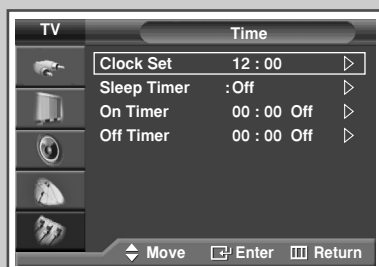 TV
Time
Clock Set 12 : 00
Sleep Timer : Off
On Timer 00 : 00 Off
Off Timer 00 : 00 Off
Move Enter Return